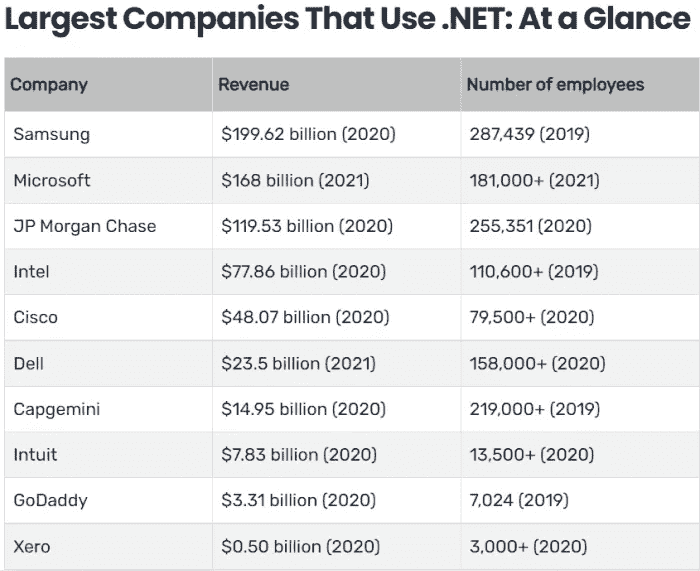 Largest Companies That Use .NET: At a Glance
Company Revenue Number of employees
Samsung $199.62 billion (2020) 287,439 (2019)
Microsoft $168 billion (2021) 181,000+ (2021)
JP Morgan Chase $119.53 billion (2020) 255,351 (2020)
Intel $77.86 billion (2020) 110,600+ (2019)
Cisco $48.07 billion (2020) 79,500+ (2020)
Dell $23.5 billion (2021) 158,000+ (2020)
Capgemini $14.95 billion (2020) 219,000+ (2019)
Intuit $7.83 billion (2020) 13,500+ (2020)
GoDaddy $3.31 billion (2020) 7,024 (2019)
Xero $0.50 billion (2020) 3,000+ (2020)